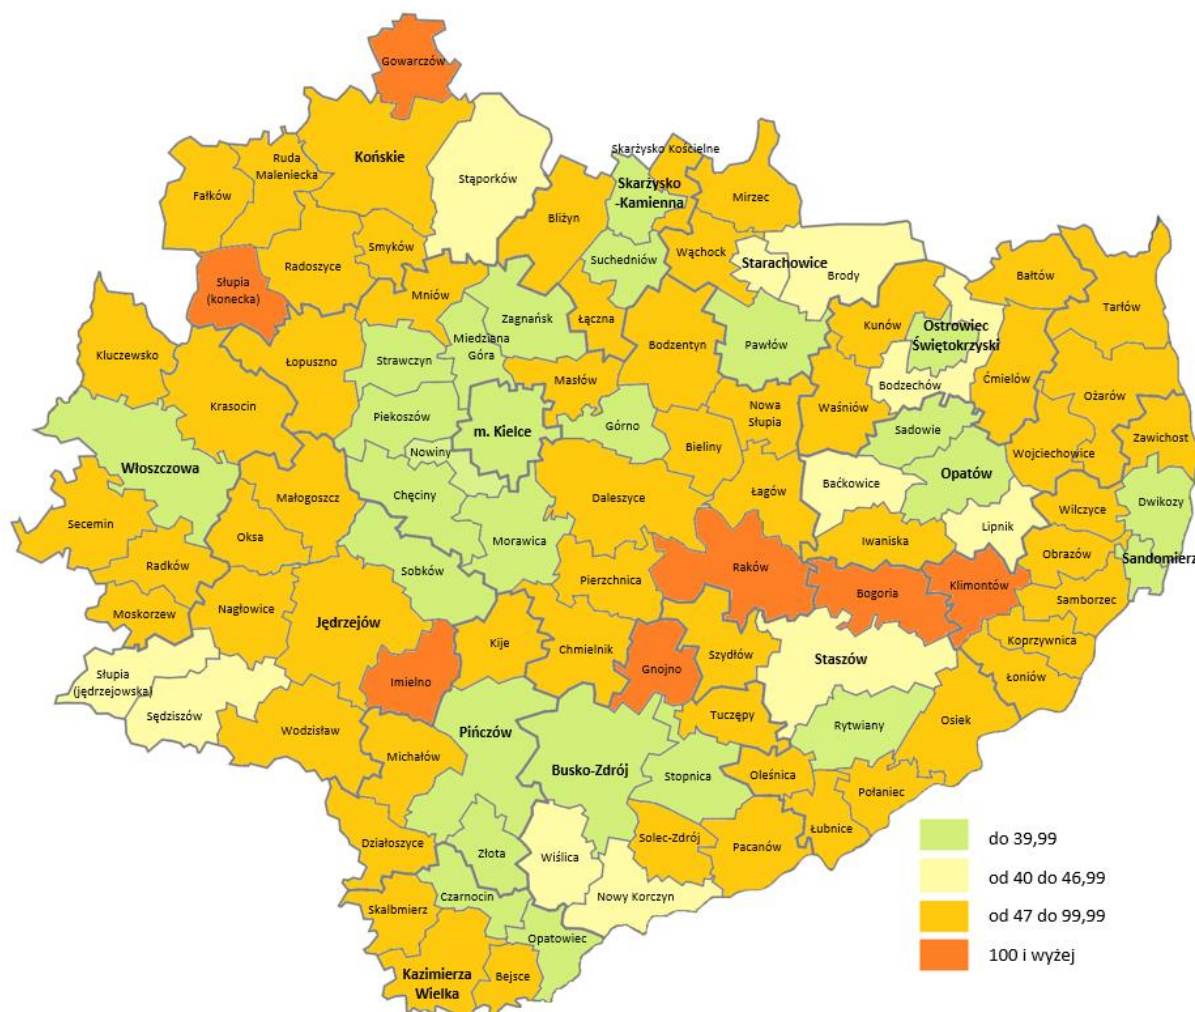 Gowarczów
Końskie
Ruda
Maleniecka
Stąporków
Fałków
Skarżysko Kościelne
Skarżysko
-Kamienna
Mirzec
Bliżyn
Smyków
Radoszyce
Suchedniów
Wąchock
Starachowice
Brody
Bałtów
Tarłów
Słupia
(konecka)
Mniów
Zagnańsk
Łączna
Kunów
Ostrowiec
Świętokrzyski
Miedziana
Góra
Bodzentyn
Pawłów
Kluczewsko
Łopuszno
Strawczyn
Masłów
Bodzechów
Ćmielów
Ożarów
Krasocin
Piekoszów
m. Kielce
Górno
Nowa
Słupia
Waśniów
Sadowie
Zawichost
Nowiny
Bieliny
Wojciechowice
Włoszczowa
Chęciny
Opatów
Małogoszcz
Daleszyce
Łagów
Baćkowice
Dwikozy
Secemin
Oksa
Wilczyce
Lipnik
Morawica
Iwaniska
Obrazów
Sandomierz
Radków
Sobków
Pierzchnica
Raków
Bogoria
Klimontów
Samborzec
Moskorzew
Nagłowice
Jędrzejów
Kije
Chmielnik
Szydłów
Koprzywnica
Staszów
Gnojno
Słupia
(jędrzejowska)
Imielno
Łoniów
Sędziszów
Tuczępy
Osiek
Rytwiany
Wodzisław
Pińczów
Michałów
Busko-Zdrój
Stopnica
Oleśnica
Połaniec
Łubnice
Działoszyce
Złota
Wiślica
Solec-Zdrój
Pacanów
Czarnocin
Nowy Korczyn
Skalbmierz
Opatowiec
Kazimierza
Wielka
Bejsce
do 39,99
od 40 do 46,99
od 47 do 99,99
100 i wyżej